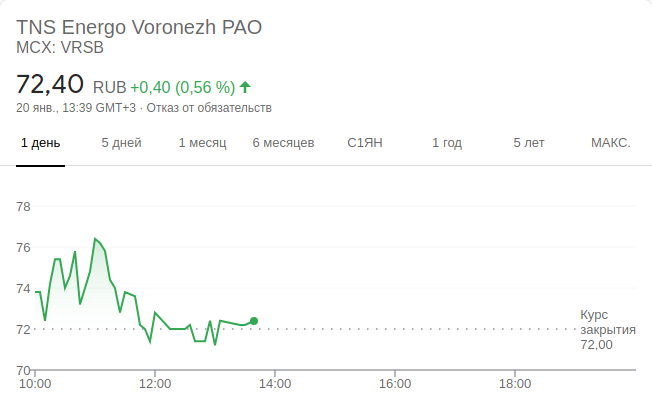 TNS Energo Voronezh PAO
MCX: VRSB
72,40 RUB +0,40 (0,56 %)
20 янв., 13:39 GMT+3 · Отказ от обязательств
1 день 5 дней 1 месяц 6 месяцев С1ЯН 1 год 5 лет МАКС.
78
76
74
72
70
Курс
закрытия
72,00
10:00 12:00 14:00 16:00 18:00